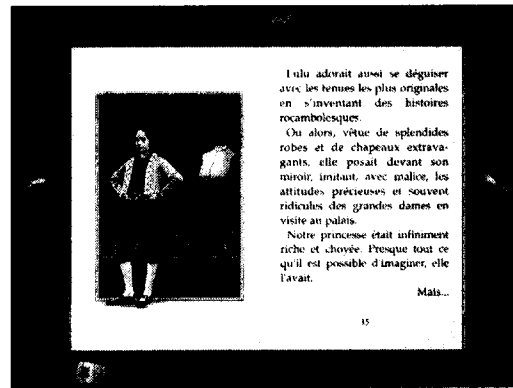 Lulu adorait aussi se déguiser
avec les tenues les plus originales
en s'inventant des histoires
rocambolesques.
Ou alors, vêtue de splendides
robes et de chapeaux extrava-
gants, elle posait devant son
miroir, imitant, avec malice, les
attitudes précieuses et souvent
ridicules des grandes dames en
visite au palais.
Notre princesse était infiniment
riche et choyée. Presque tout ce
qu'il est possible d'imaginer, elle
l'avait.
Mais...
15